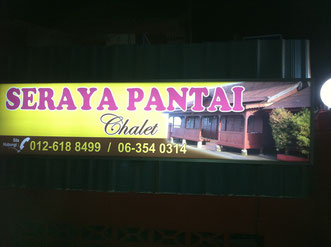 SERAYA PANTAI
Chalet
012-618 8499 / 06-354 0314